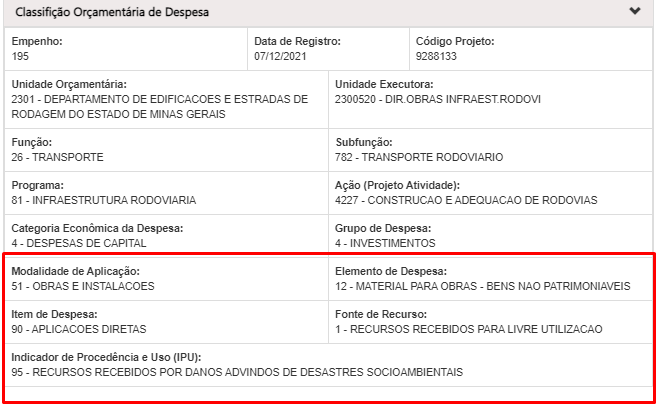 Classifição Orçamentária de Despesa
Empenho:
195
Data de Registro:
07/12/2021
Código Projeto:
9288133
Unidade Orçamentária:
2301 - DEPARTAMENTO DE EDIFICACOES E ESTRADAS DE
RODAGEM DO ESTADO DE MINAS GERAIS
Unidade Executora:
2300520 - DIR.OBRAS INFRAEST.RODOVI
Função:
26 - TRANSPORTE
Subfunção:
782 - TRANSPORTE RODOVIARIO
Programa:
81 - INFRAESTRUTURA RODOVIARIA
Ação (Projeto Atividade):
4227 - CONSTRUCAO E ADEQUACAO DE RODOVIAS
Categoria Econômica da Despesa:
4 - DESPESAS DE CAPITAL
Grupo de Despesa:
4 - INVESTIMENTOS
Modalidade de Aplicação:
51 - OBRAS E INSTALACOES
Elemento de Despesa:
12 - MATERIAL PARA OBRAS - BENS NAO PATRIMONIAVEIS
Item de Despesa:
90 - APLICACOES DIRETAS
Fonte de Recurso:
1 - RECURSOS RECEBIDOS PARA LIVRE UTILIZACAO
Indicador de Procedência e Uso (IPU):
95 - RECURSOS RECEBIDOS POR DANOS ADVINDOS DE DESASTRES SOCIOAMBIENTAIS